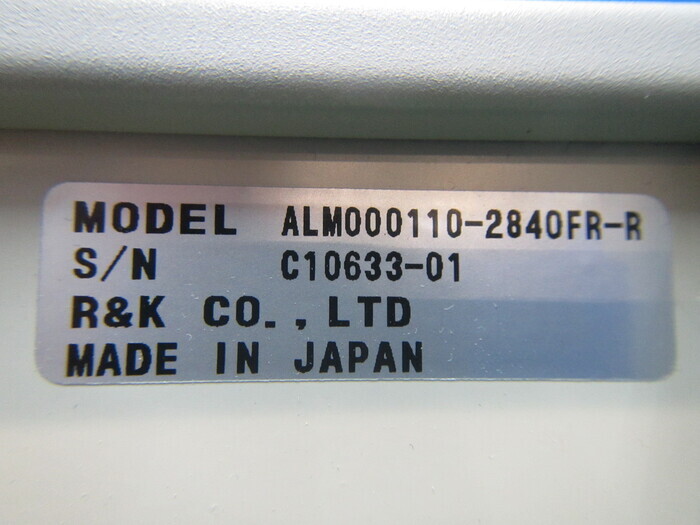 MODEL ALM000110-2840FR-R
S/N C10633-01
R&K CO.,LTD
MADE IN JAPAN